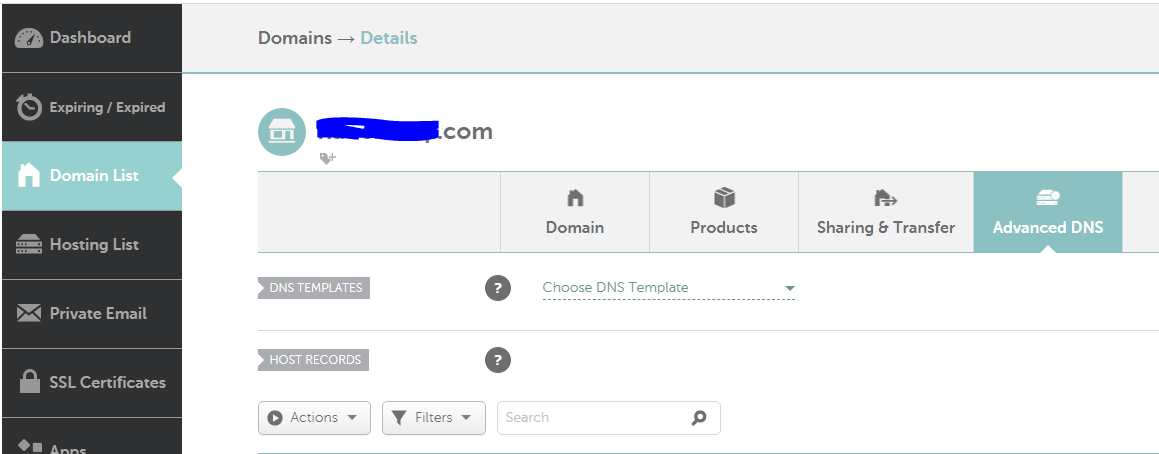 Dashboard
Domains → Details
Expiring / Expired
.com
Domain List
Domain
Products
Sharing & Transfer
Advanced DNS
Hosting List
DNS TEMPLATES
?
Choose DNS Template
Private Email
HOST RECORDS
?
SSL Certificates
Actions
Filters
Search
Apps